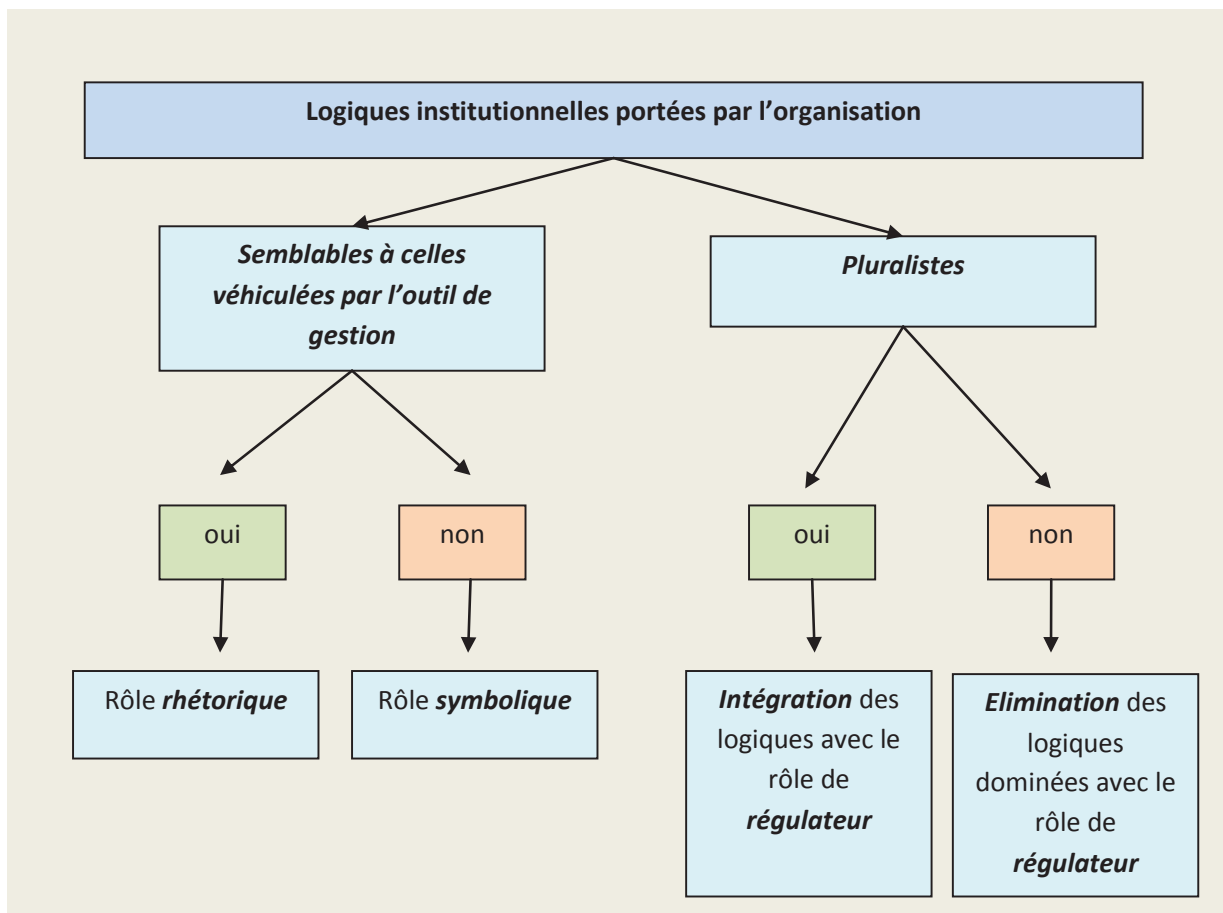 Logiques institutionnelles portées par l’organisation
Semblables à celles
véhiculées par l’outil de
gestion
Pluralistes
oui
non
oui
non
Rôle rhétorique
Rôle symbolique
Intégration des
logiques avec le
rôle de
régulateur
Elimination des
logiques
dominées avec le
rôle de
régulateur